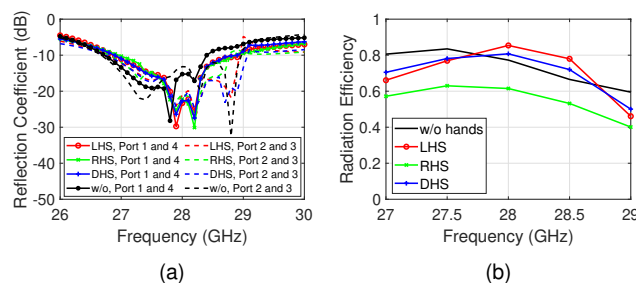 Reflection Coefficient (dB)
0
-10
-20
-30
-40
-50
LHS, Port 1 and 4
RHS, Port 1 and 4
DHS, Port 1 and 4
w/o, Port 1 and 4
LHS, Port 2 and 3
RHS, Port 2 and 3
DHS, Port 2 and 3
w/o, Port 2 and 3
26 27 28 29 30
Frequency (GHz)
(a)
Radiation Efficiency
1
0.8
0.6
0.4
0.2
0
w/o hands
LHS
RHS
DHS
27 27.5 28 28.5 29
Frequency (GHz)
(b)